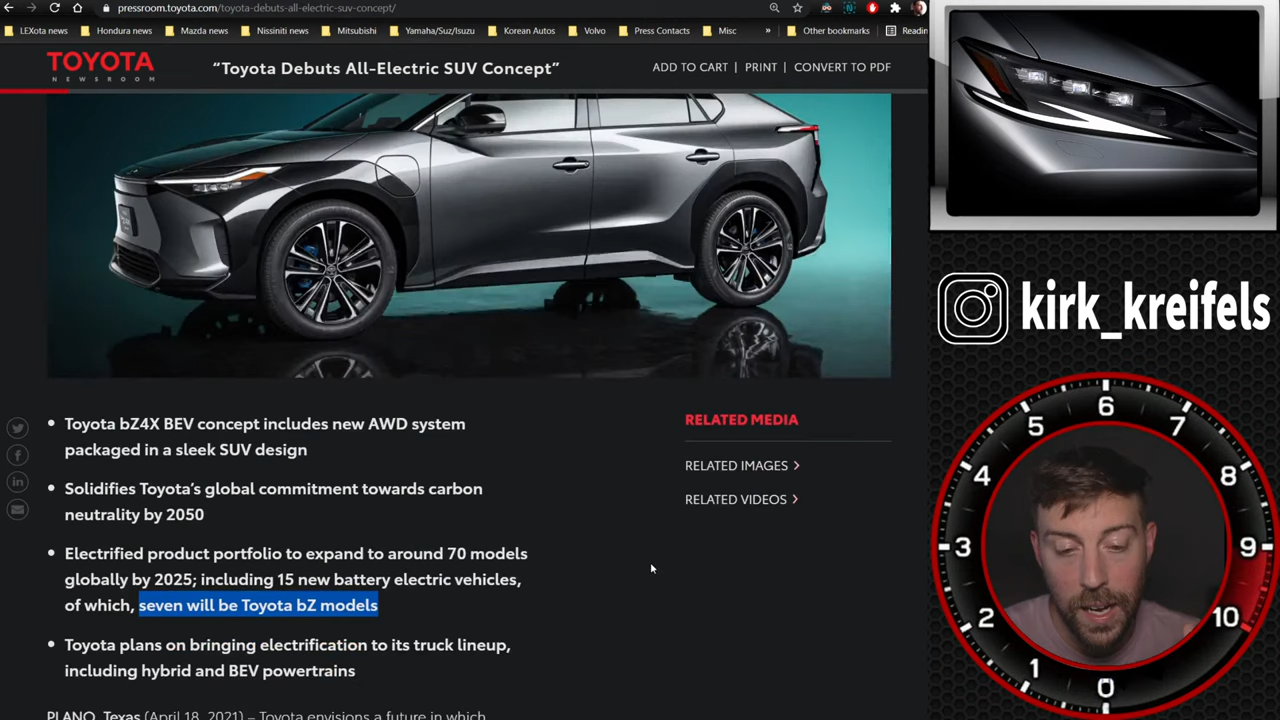 pressroom.toyota.com/toyota-debuts-all-electric-suv-concept/
LEXota news Hondura news Mazda news Nissiniti news Mitsubishi Yamaha/Suz/Isuzu Korean Autos Volvo Press Contacts Misc » Other bookmarks Readin
TOYOTA
NEWSROOM
“Toyota Debuts All-Electric SUV Concept”
ADD TO CART | PRINT | CONVERT TO PDF
• Toyota bZ4X BEV concept includes new AWD system
packaged in a sleek SUV design
• Solidifies Toyota’s global commitment towards carbon
neutrality by 2050
• Electrified product portfolio to expand to around 70 models
globally by 2025; including 15 new battery electric vehicles,
of which, seven will be Toyota bZ models
• Toyota plans on bringing electrification to its truck lineup,
including hybrid and BEV powertrains
PLANO, Texas (April 18, 2021) – Toyota envisions a future in which
RELATED MEDIA
RELATED IMAGES >
RELATED VIDEOS >
kirk_kreifels
0
1
2
3
4
5
6
7
8
9
10